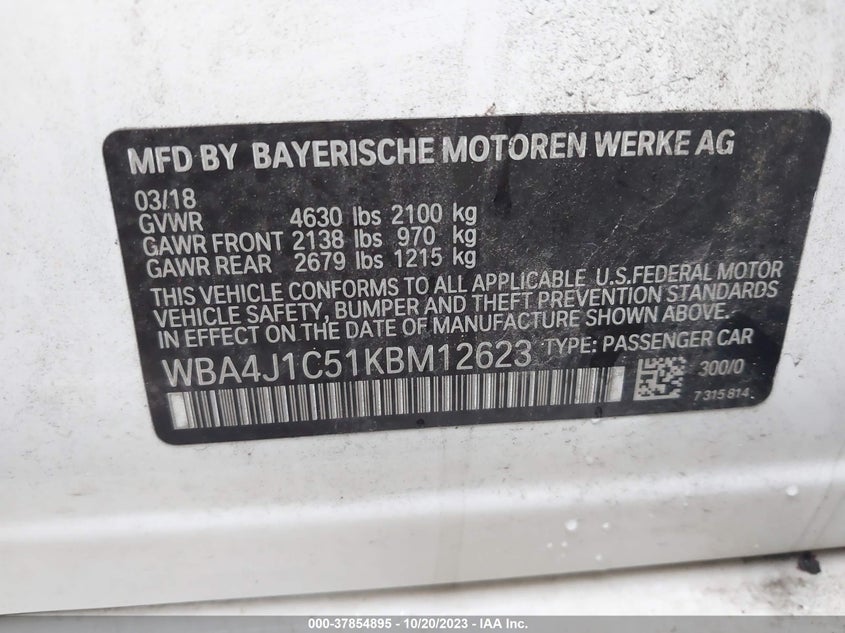 MFD BY BAYERISCHE MOTOREN WERKE AG
03/18
GVWR 4630 lbs 2100 kg
GAWR FRONT 2138 lbs 970 kg
GAWR REAR 2679 lbs 1215 kg
THIS VEHICLE CONFORMS TO ALL APPLICABLE U.S.FEDERAL MOTOR
VEHICLE SAFETY, BUMPER AND THEFT PREVENTION STANDARDS
IN EFFECT ON THE DATE OF MANUFACTURE SHOWN ABOVE.
WBA4J1C51KBM12623 TYPE: PASSENGER CAR
300/0
7 315 814
000-37854895 - 10/20/2023 - IAA Inc.